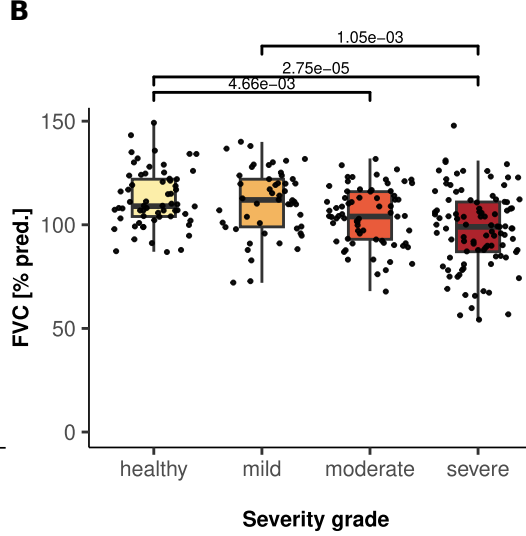 B
1.05e−03
2.75e−05
4.66e−03
150
100
50
0
FVC [% pred.]
healthy mild moderate severe
Severity grade